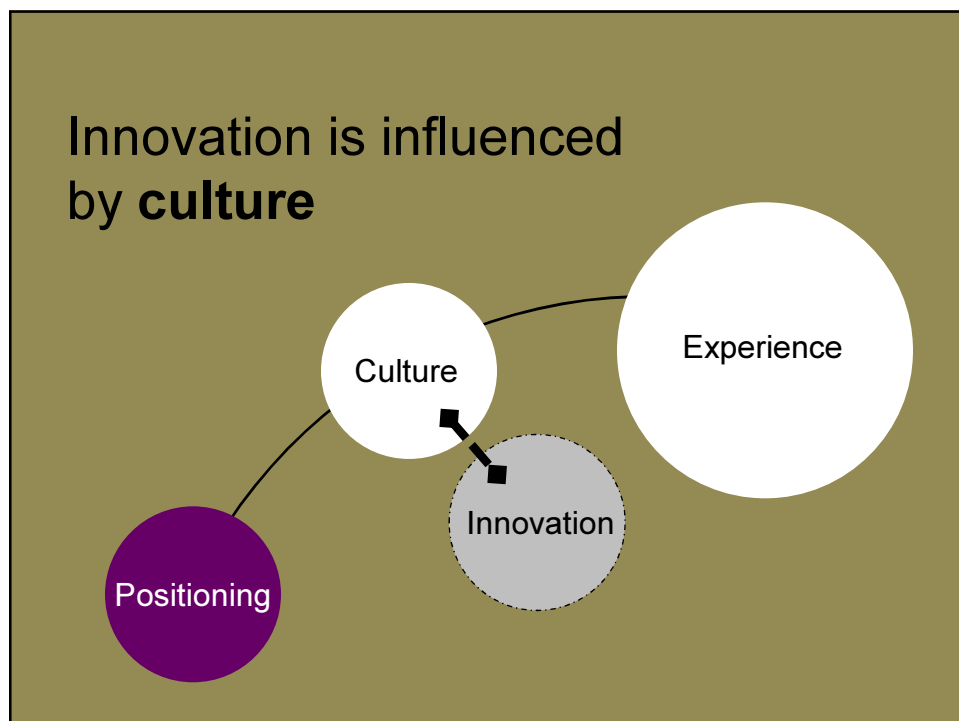 Innovation is influenced
by culture
Experience
Culture
Innovation
Positioning